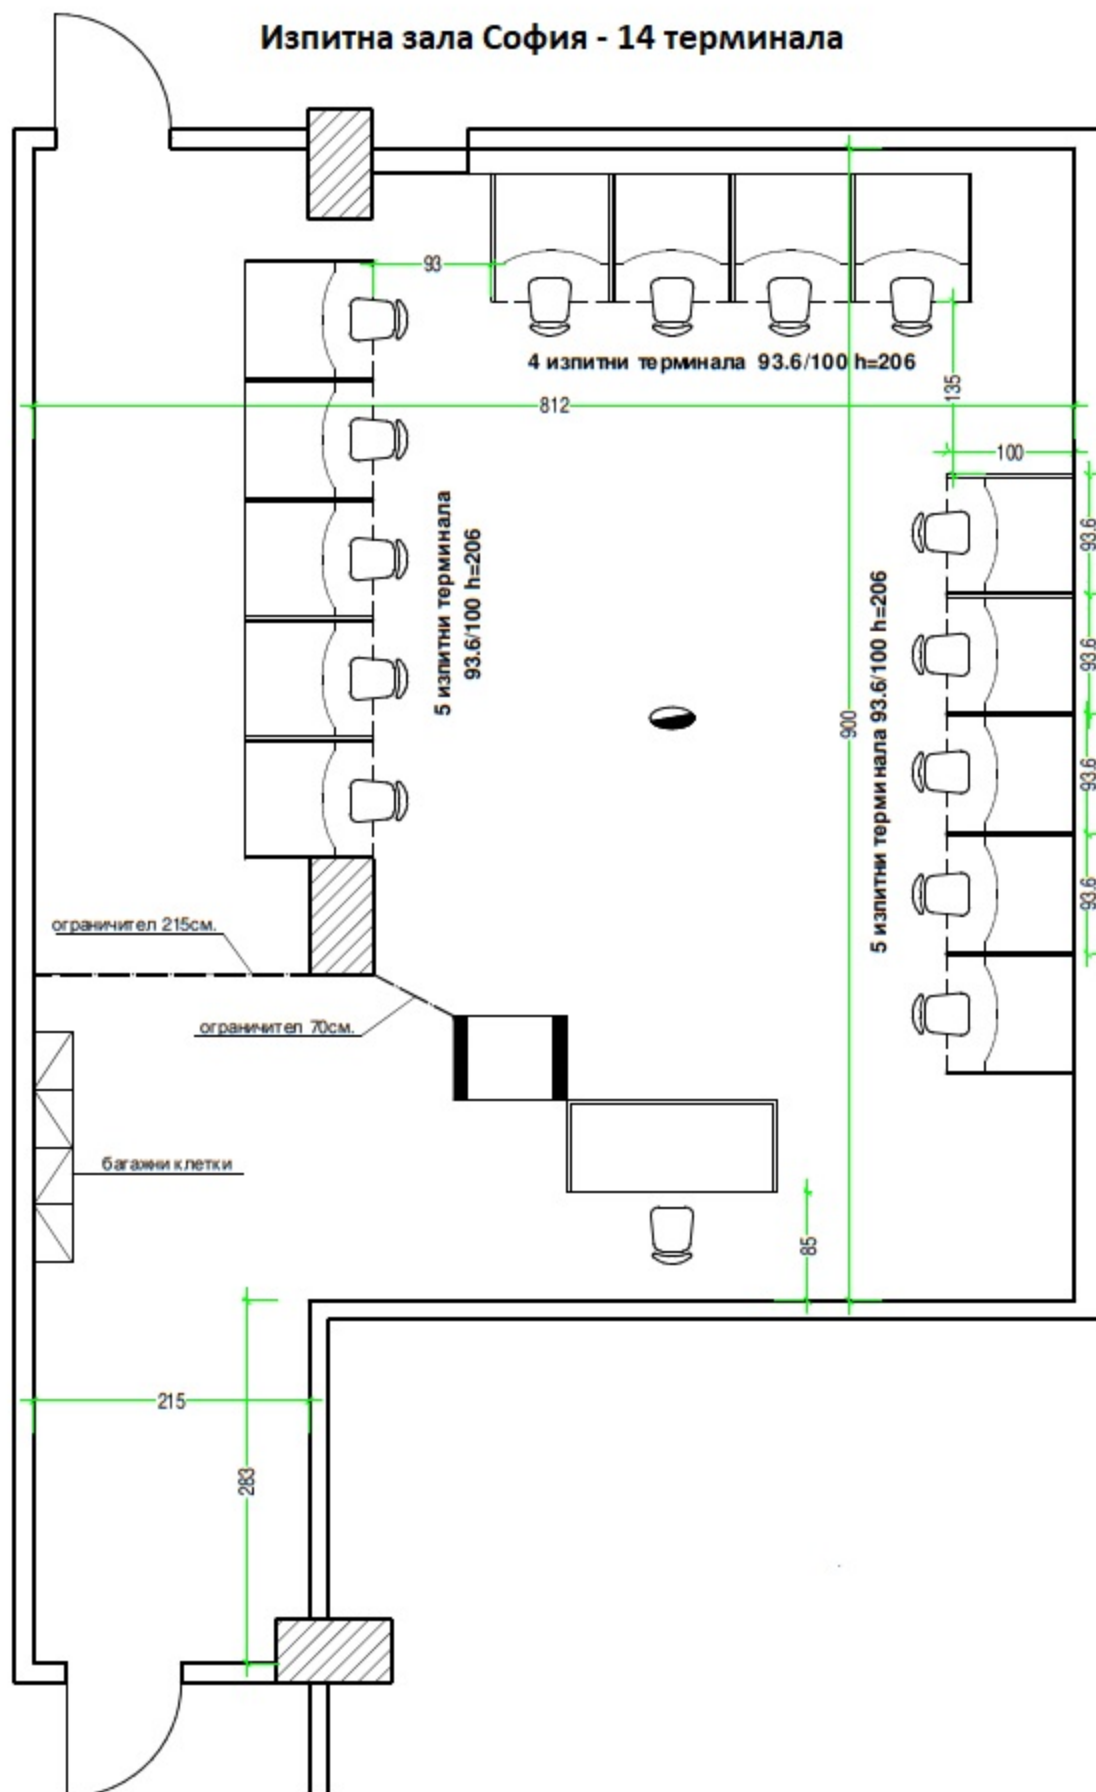 Изпитна зала София - 14 терминала
93
4 изпитни терминала 93.6/100 h=206
812
135
100
5 изпитни терминала
93.6/100 h=206
5 изпитни терминала 93.6/100 h=206
93.6
93.6
93.6
93.6
900
ограничител 215см.
ограничител 70см.
багажни клетки
85
215
283